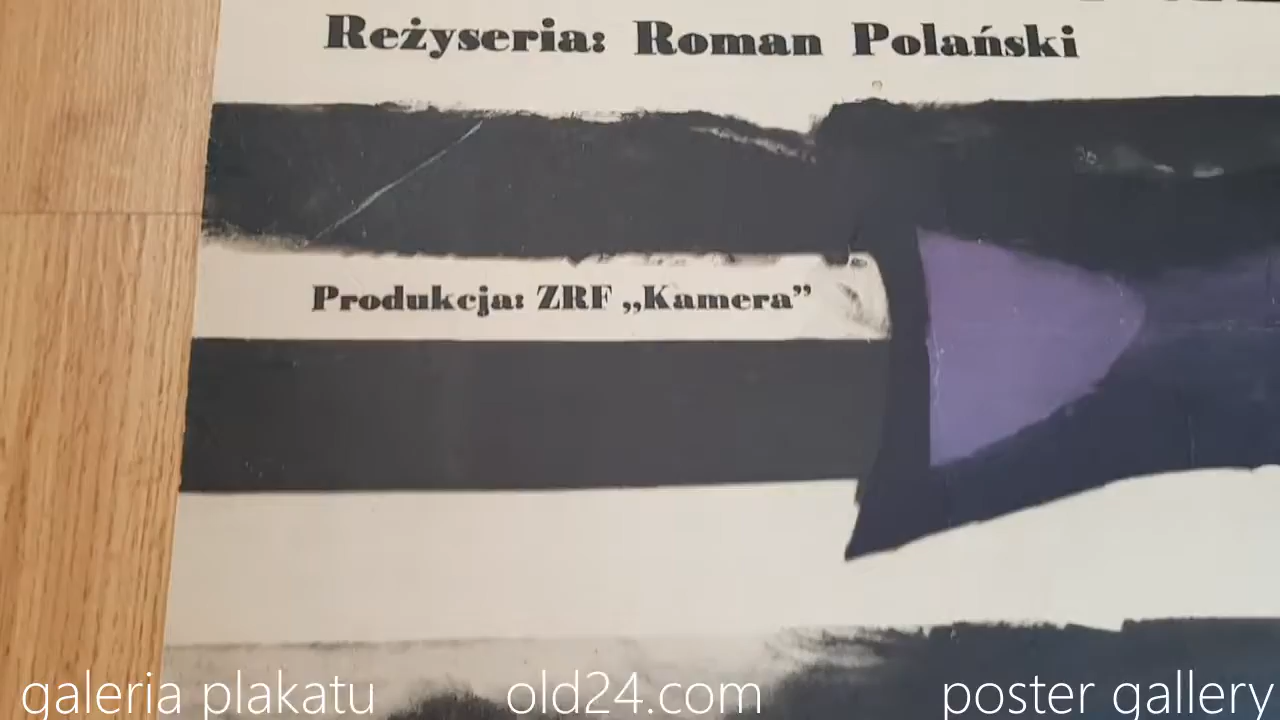 Reżyseria: Roman Polański
Produkcja: ZRF „Kamera”
galeria plakatu old24.com poster gallery